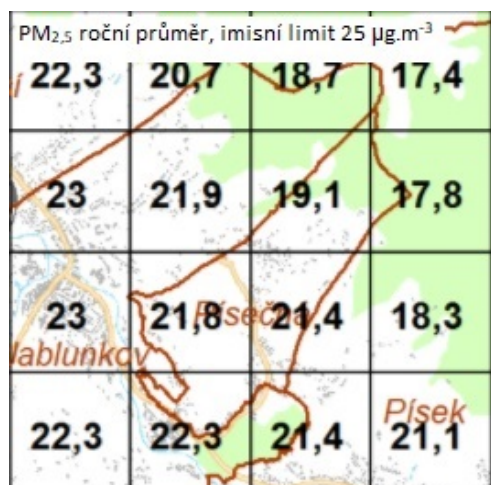 PM2,5 roční průměr, imisní limit 25 µg.m-3
22,3 20,7 18,7 17,4
23 21,9 19,1 17,8
23 21,8 21,4 18,3
Písečná
Jablunkov
Písek
22,3 22,3 21,4 21,1